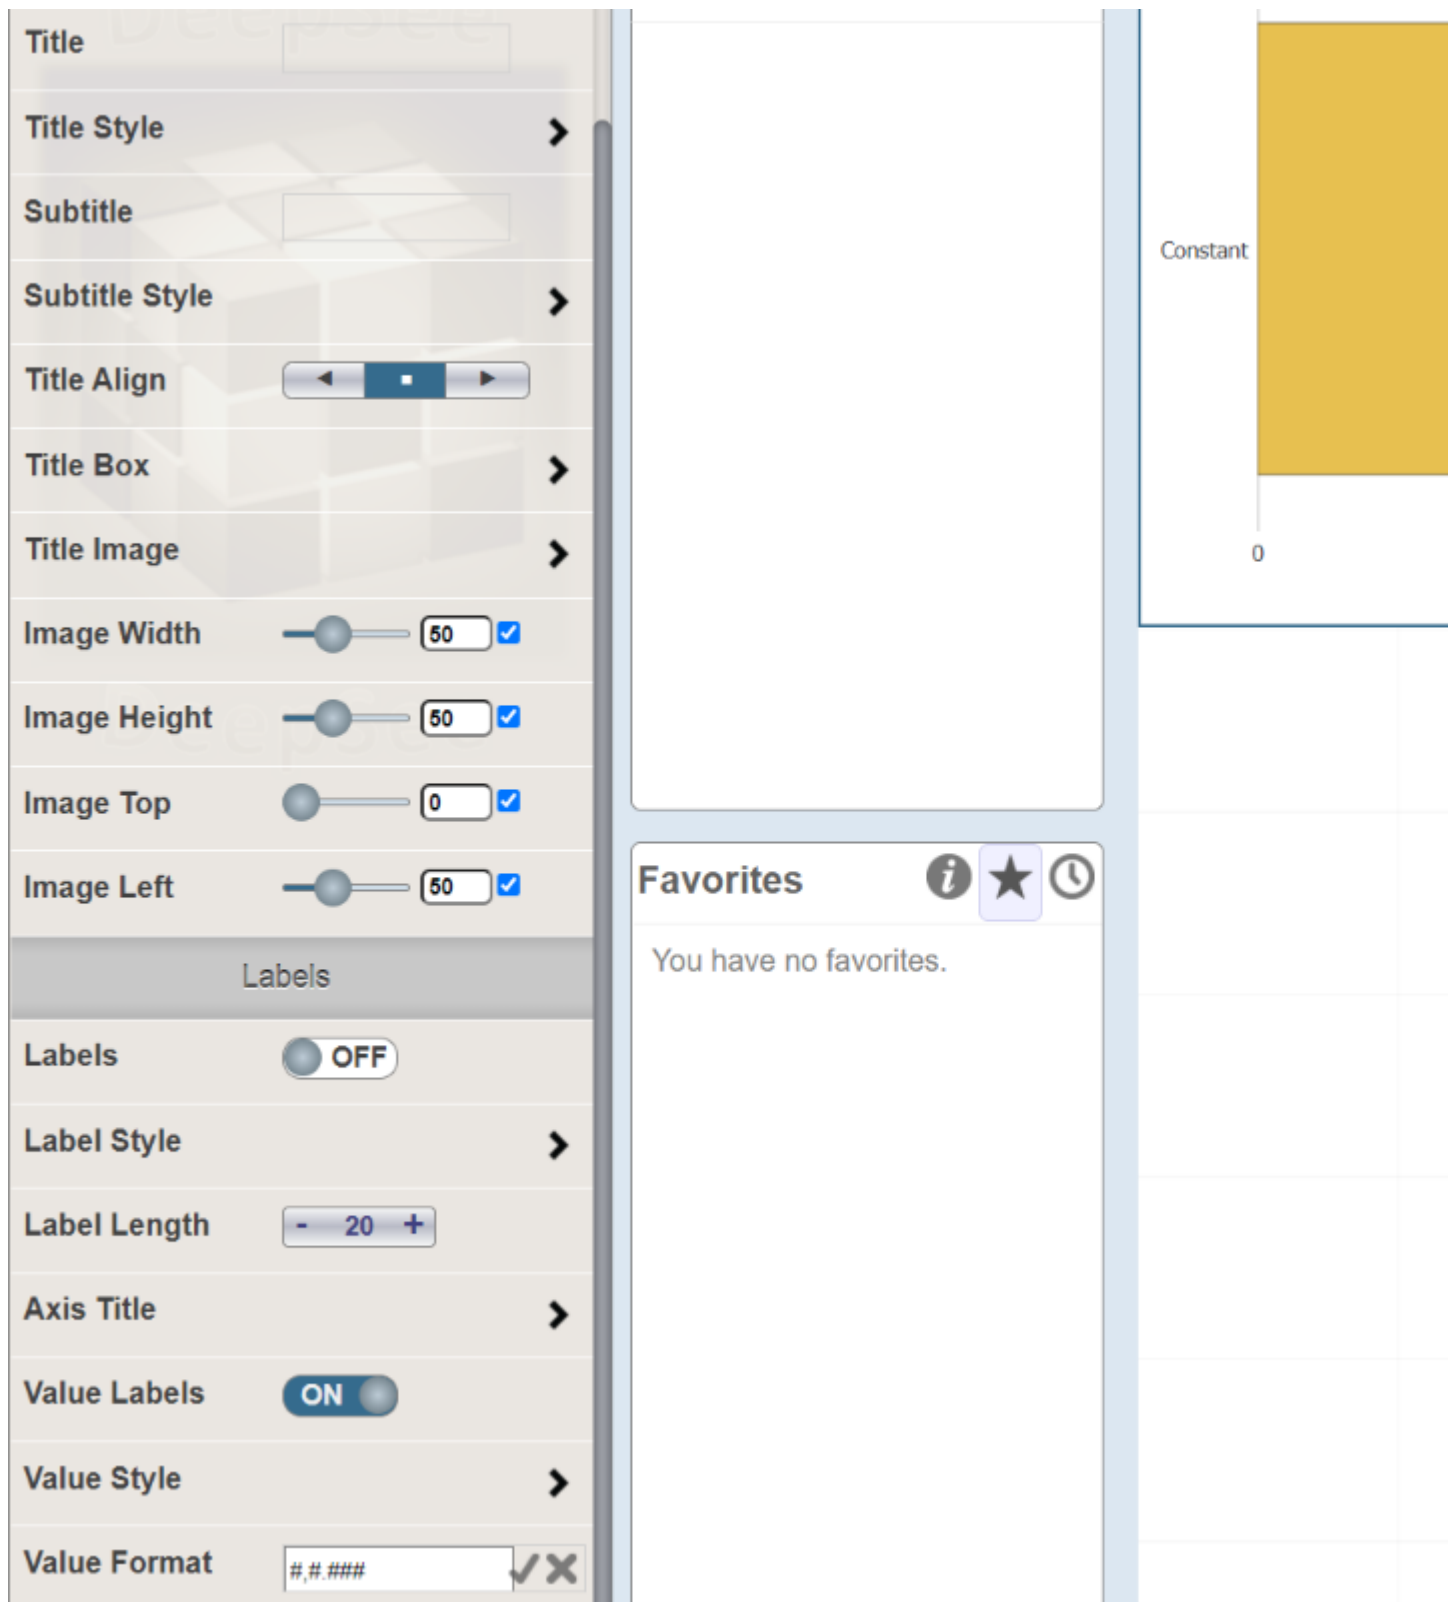 DeepSee
Title
Title Style
Subtitle
Subtitle Style
Title Align
Title Box
Title Image
Image Width 50
DeepSee
Image Height 50
Image Top 0
Image Left 50
Labels
Labels OFF
Label Style
Label Length - 20 +
Axis Title
Value Labels ON
Value Style
Value Format #,#.###
Favorites
You have no favorites.
Constant
0